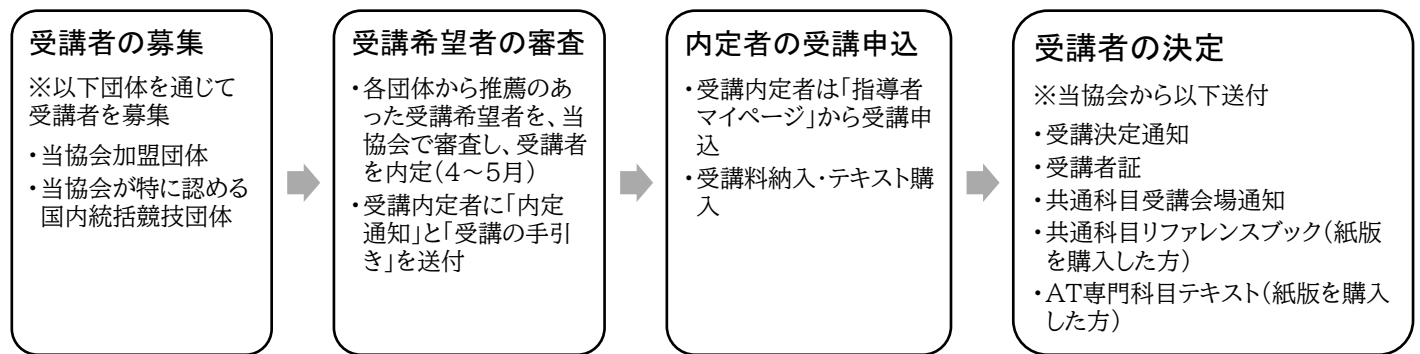 受講者の募集
※以下団体を通じて
受講者を募集
・当協会加盟団体
・当協会が特に認める
国内統括競技団体
受講希望者の審査
・各団体から推薦のあ
った受講希望者を、当
協会で審査し、受講者
を内定(4~5月)
・受講内定者に「内定
通知」と「受講の手引
き」を送付
内定者の受講申込
・受講内定者は「指導者
マイページ」から受講申
込
・受講料納入・テキスト購
入
受講者の決定
※当協会から以下送付
・受講決定通知
・受講者証
・共通科目受講会場通知
・共通科目リファレンスブック(紙版
を購入した方)
・AT専門科目テキスト(紙版を購入
した方)